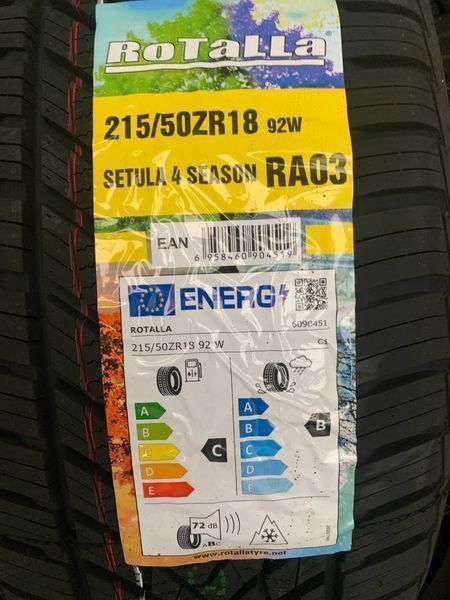 RoTaLLa
®
215/50ZR18 92W
SETULA 4 SEASON RA03
EAN
6 958460 904519
ENERG
ROTALLA 6090451
215/50ZR18 92 W C1
A A
B B B
C C C
D D
E E
72 dB
ABC
www.rotallatyre.net